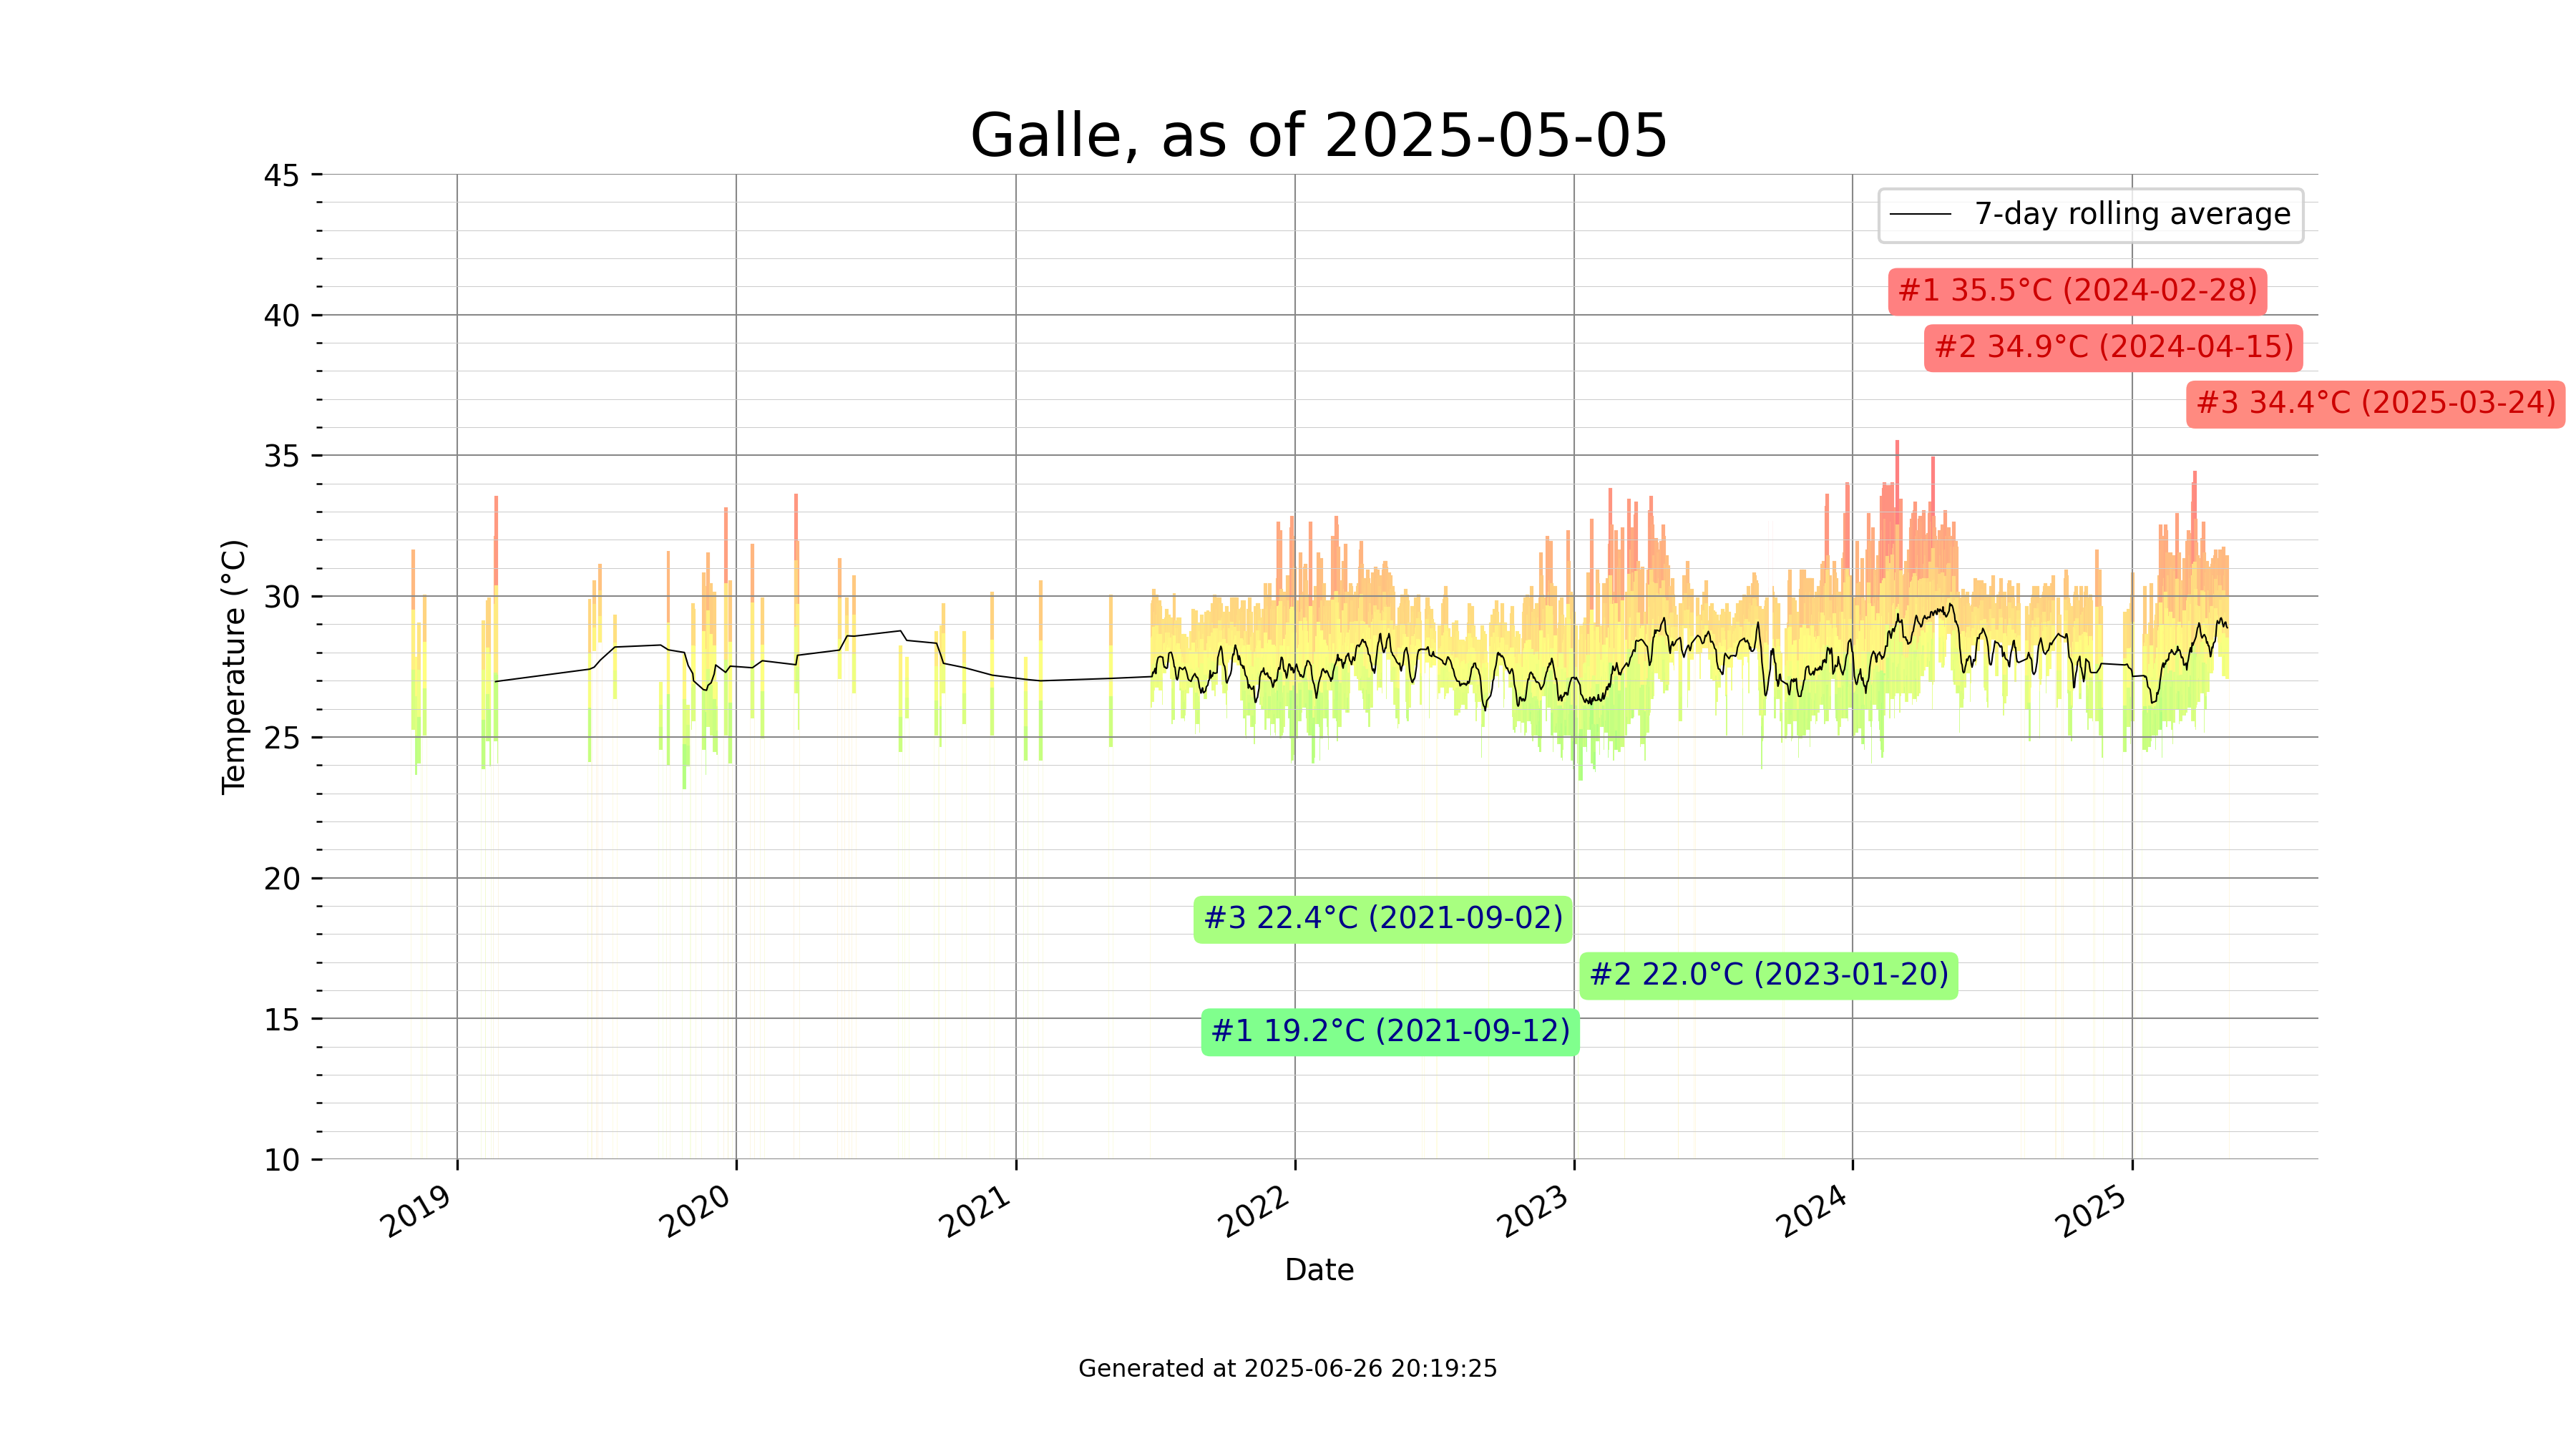 Galle, as of 2025-05-05
45
40
35
30
25
20
15
10
Temperature (°C)
7-day rolling average
#1 35.5°C (2024-02-28)
#2 34.9°C (2024-04-15)
#3 34.4°C (2025-03-24)
#3 22.4°C (2021-09-02)
#2 22.0°C (2023-01-20)
#1 19.2°C (2021-09-12)
2019
2020
2021
2022
2023
2024
2025
Date
Generated at 2025-06-26 20:19:25